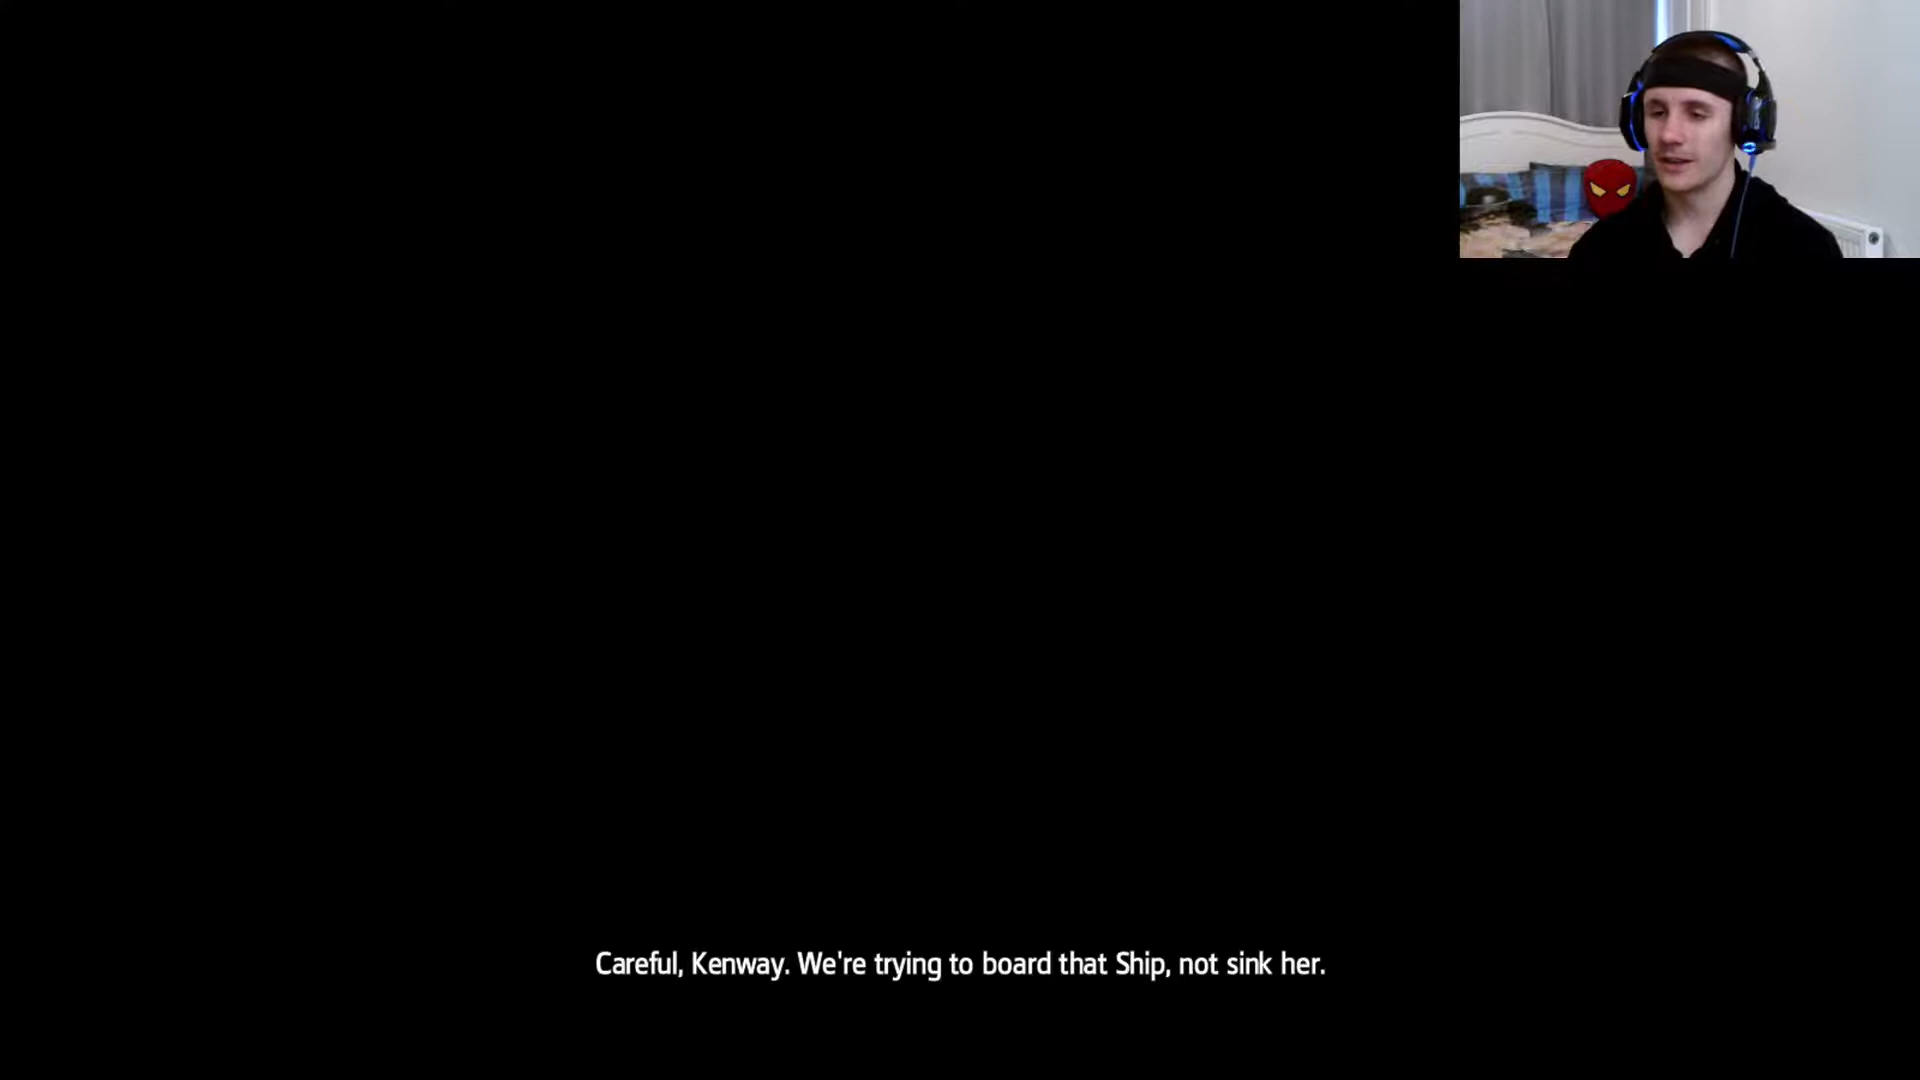 Careful, Kenway. We're trying to board that Ship, not sink her.